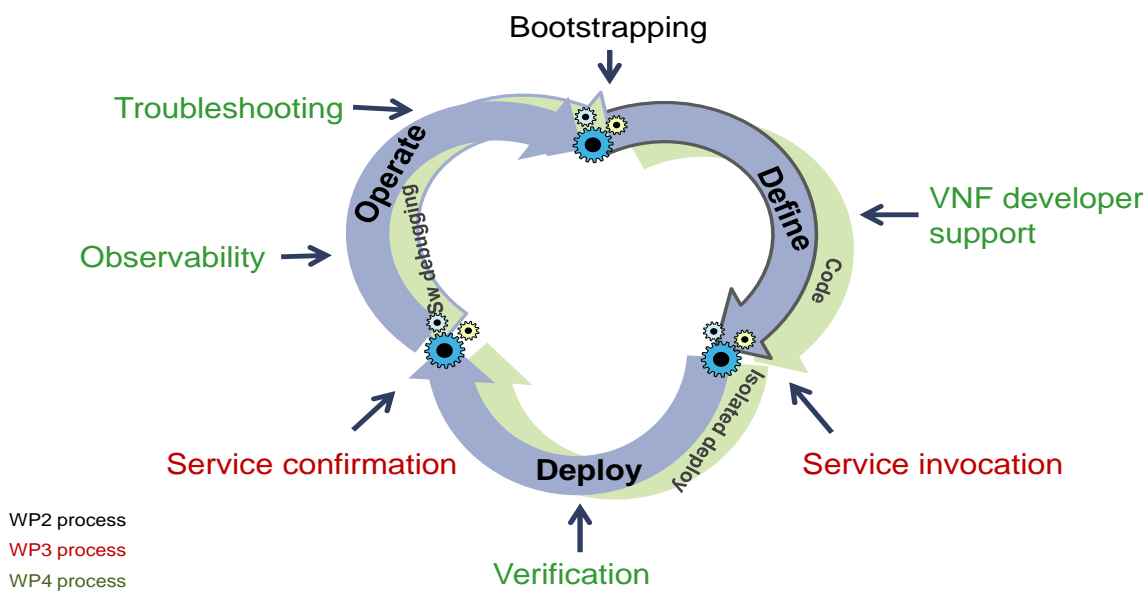 Bootstrapping
Troubleshooting
Operate
Sw debugging
Define
Code
VNF developer
support
Observability
Isolated deploy
Service confirmation
Deploy
Service invocation
Verification
WP2 process
WP3 process
WP4 process